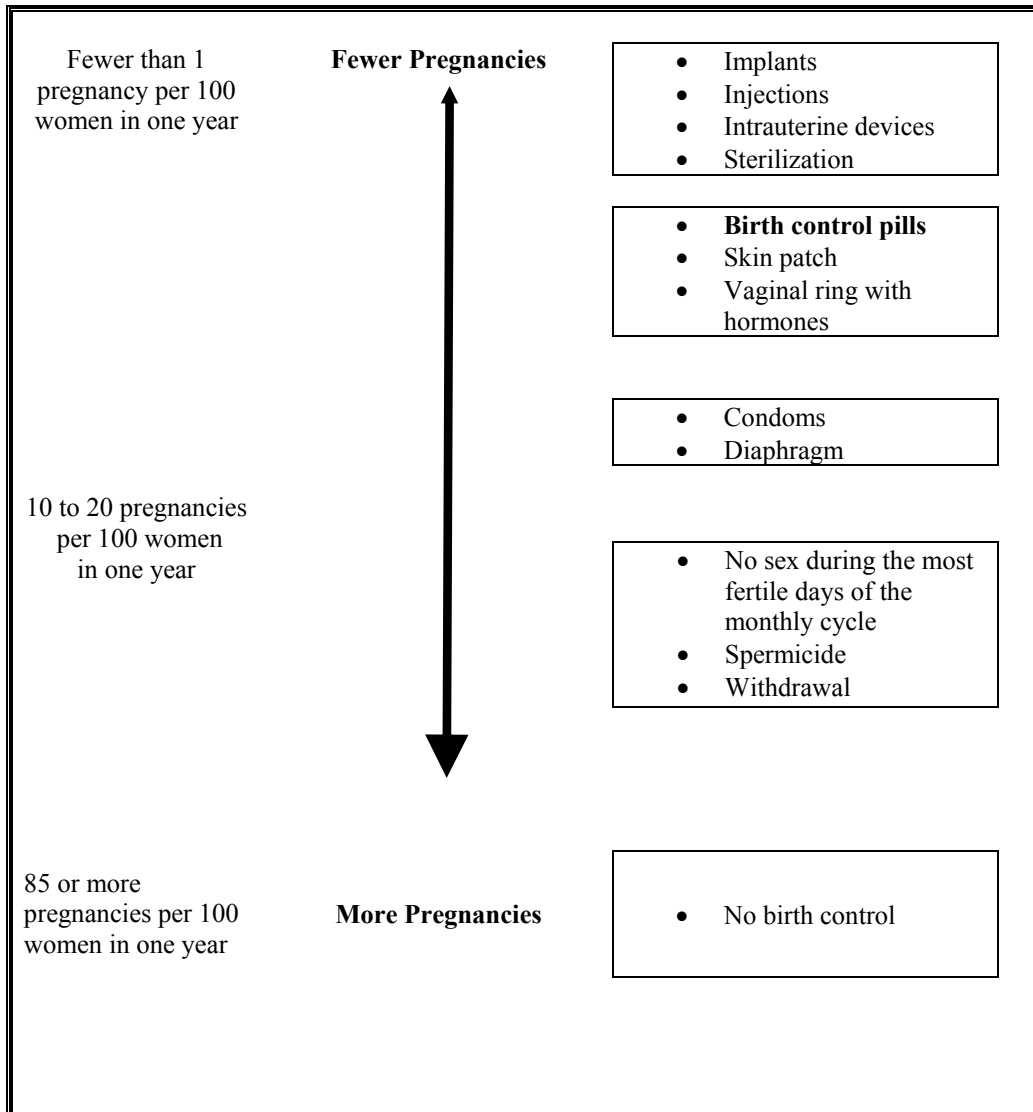 Fewer than 1
pregnancy per 100
women in one year
Fewer Pregnancies
• Implants
• Injections
• Intrauterine devices
• Sterilization
• Birth control pills
• Skin patch
• Vaginal ring with
hormones
• Condoms
• Diaphragm
10 to 20 pregnancies
per 100 women
in one year
• No sex during the most
fertile days of the
monthly cycle
• Spermicide
• Withdrawal
85 or more
pregnancies per 100
women in one year
More Pregnancies
• No birth control